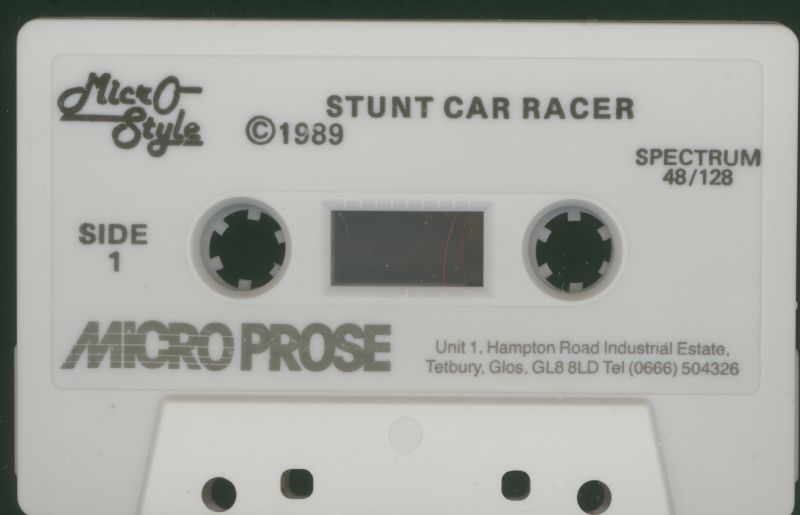 Micro Style
STUNT CAR RACER
©1989
SPECTRUM
48/128
SIDE
1
MICRO PROSE
Unit 1, Hampton Road Industrial Estate,
Tetbury, Glos, GL8 8LD Tel (0666) 504326